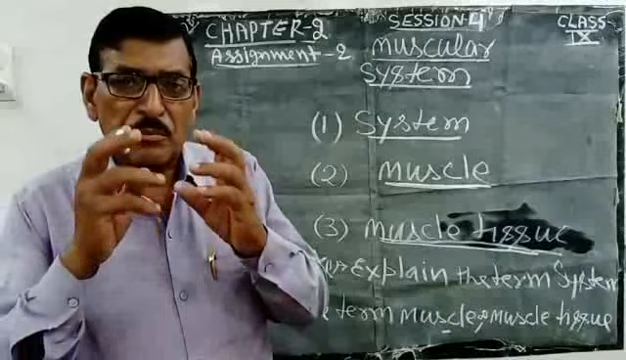 CHAPTER-2
SESSION 4
CLASS
IX
Assignment-2
muscular
system
(1) System
(2) muscle
(3) muscle tissue
Explain the term "System
term muscle & muscle tissue